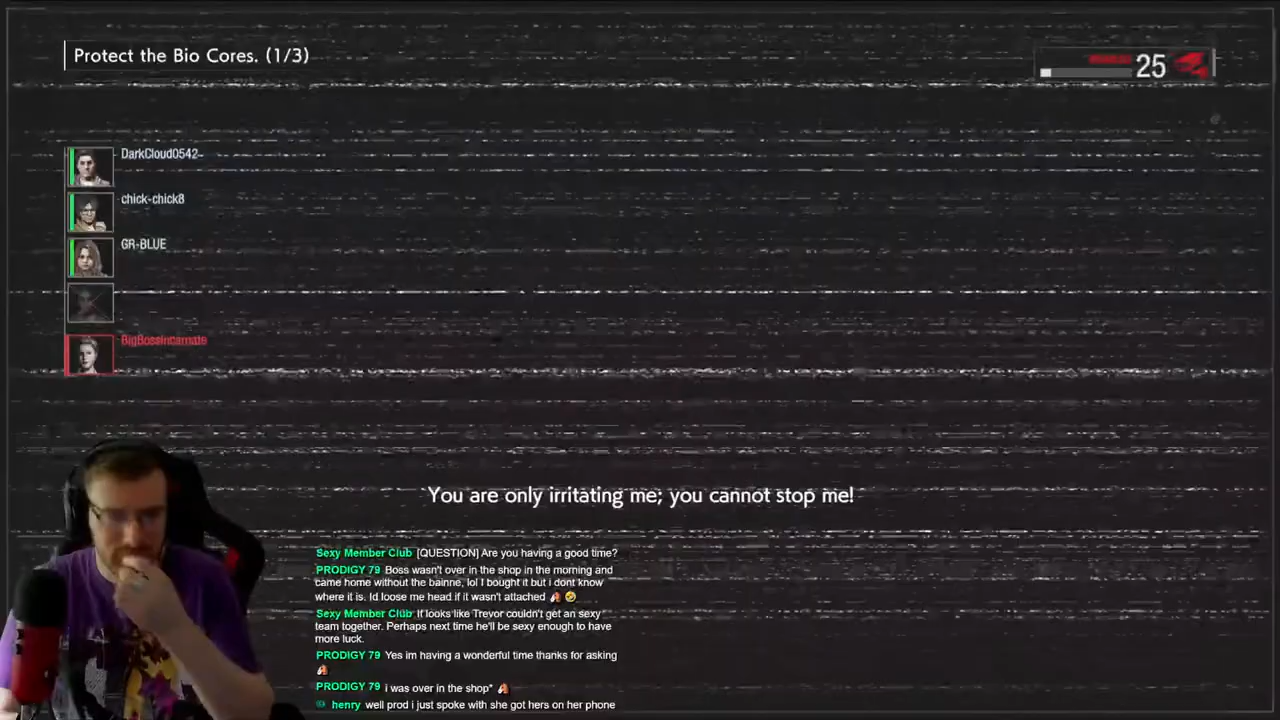 Protect the Bio Cores. (1/3)
25
DarkCloud0542-
chick-chick8
GR-BLUE
BigBossIncarnate
You are only irritating me; you cannot stop me!
Sexy Member Club [QUESTION] Are you having a good time?
PRODIGY 79 Boss wasn't over in the shop in the morning and
came home without the bainne, lol I bought it but i dont know
where it is. Id loose me head if it wasn't attached
Sexy Member Club It looks like Trevor couldn't get an sexy
team together. Perhaps next time he'll be sexy enough to have
more luck.
PRODIGY 79 Yes im having a wonderful time thanks for asking
PRODIGY 79 i was over in the shop*
henry well prod i just spoke with she got hers on her phone